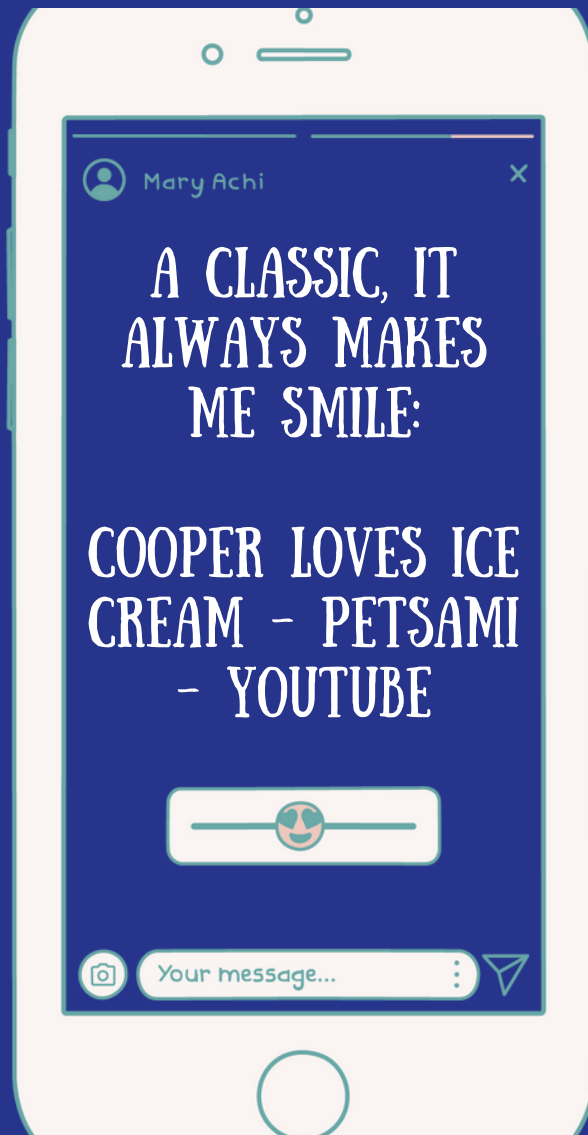 Mary Achi
A CLASSIC, IT
ALWAYS MAKES
ME SMILE:
COOPER LOVES ICE
CREAM - PETSAMI
- YOUTUBE
Your message...